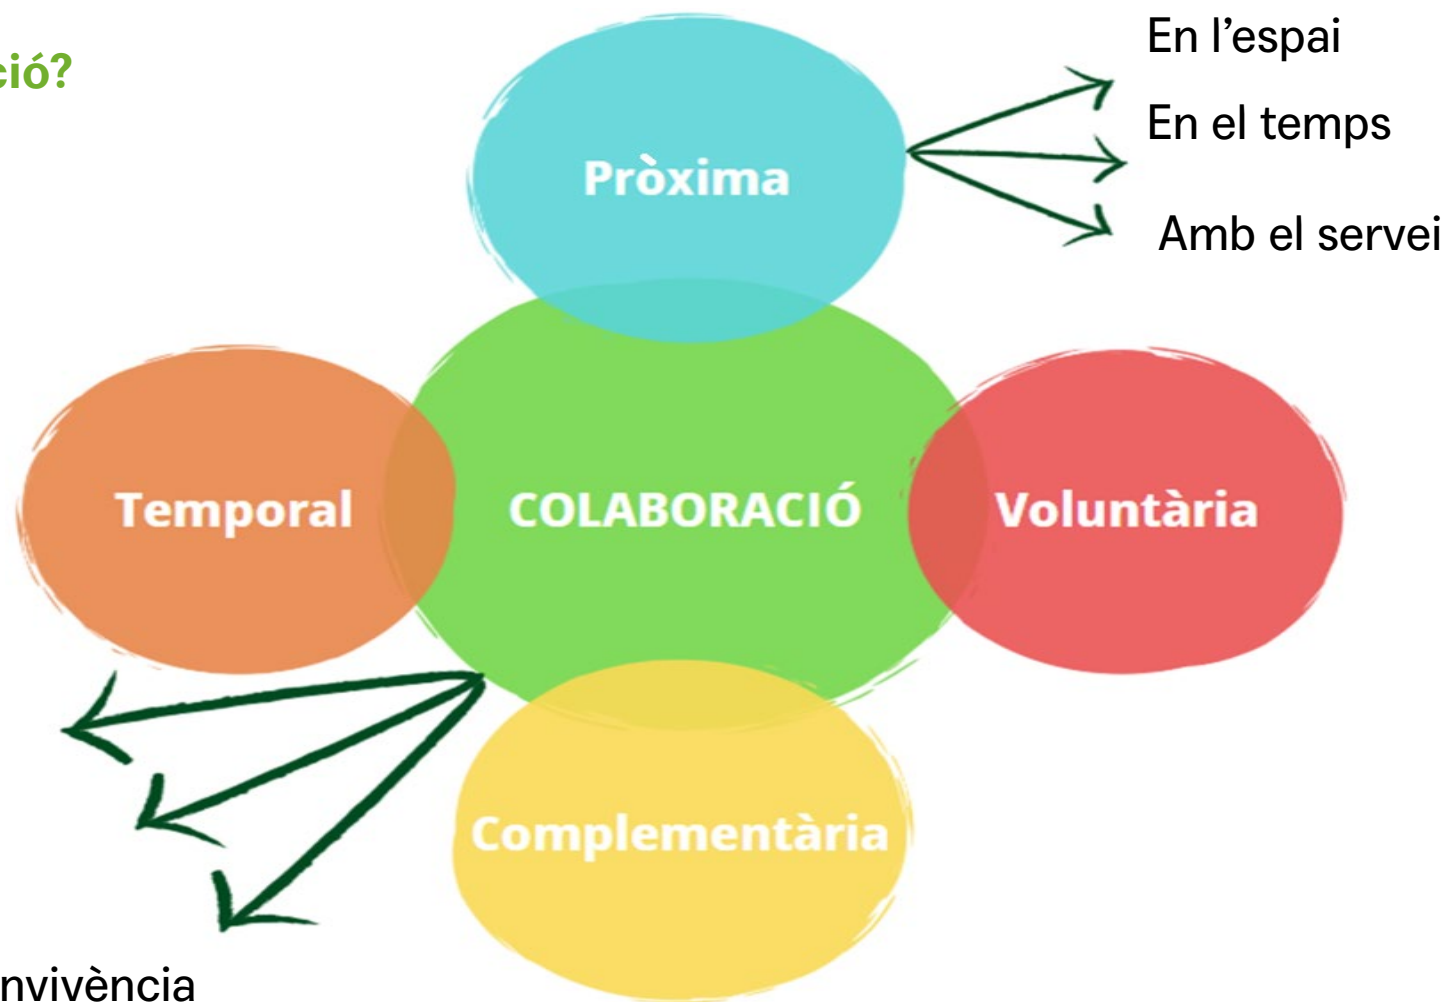 ció?
En l’espai
En el temps
Amb el servei
Pròxima
Temporal
COLABORACIÓ
Voluntària
Complementària
nvivència